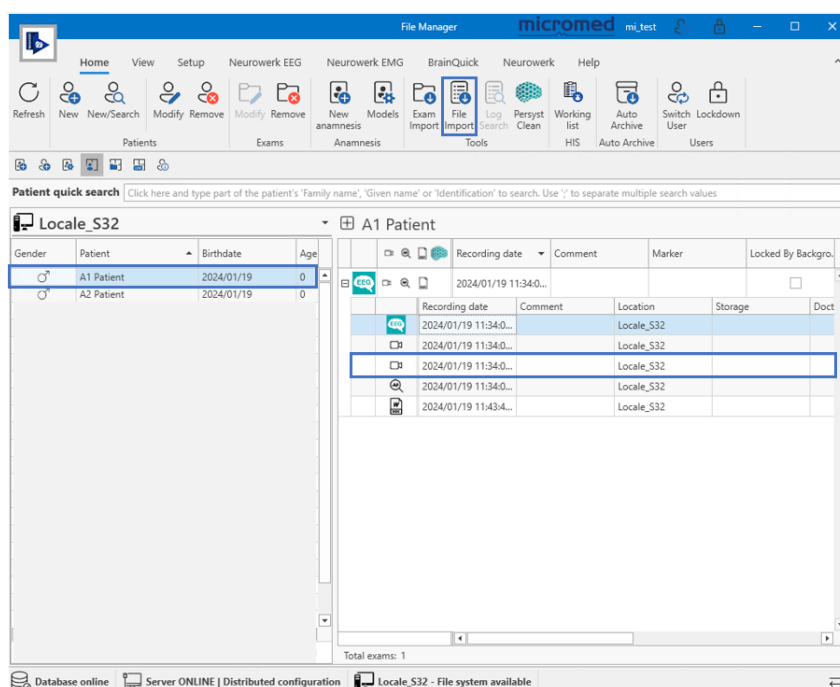 File Manager micromed mi_test
Home View Setup Neurowerk EEG Neurowerk EMG BrainQuick Neurowerk Help
Refresh New New/Search Modify Remove Modify Remove New anamnesis Models Exam Import File Import Log Search Persyst Clean Working list Auto Archive Switch User Lockdown
Patients Exams Anamnesis Tools HIS Auto Archive Users
Patient quick search Click here and type part of the patient's 'Family name', 'Given name' or 'Identification' to search. Use ';' to separate multiple search values
Locale_S32 A1 Patient
Gender Patient Birthdate Age Recording date Comment Marker Locked By Backgro.
A1 Patient 2024/01/19 0 EEG 2024/01/19 11:34:0...
A2 Patient 2024/01/19 0
Recording date Comment Location Storage Doct
EEG 2024/01/19 11:34:0... Locale_S32
2024/01/19 11:34:0... Locale_S32
2024/01/19 11:34:0... Locale_S32
2024/01/19 11:34:0... Locale_S32
2024/01/19 11:43:4... Locale_S32
Total exams: 1
Database online Server ONLINE | Distributed configuration Locale_S32 - File system available